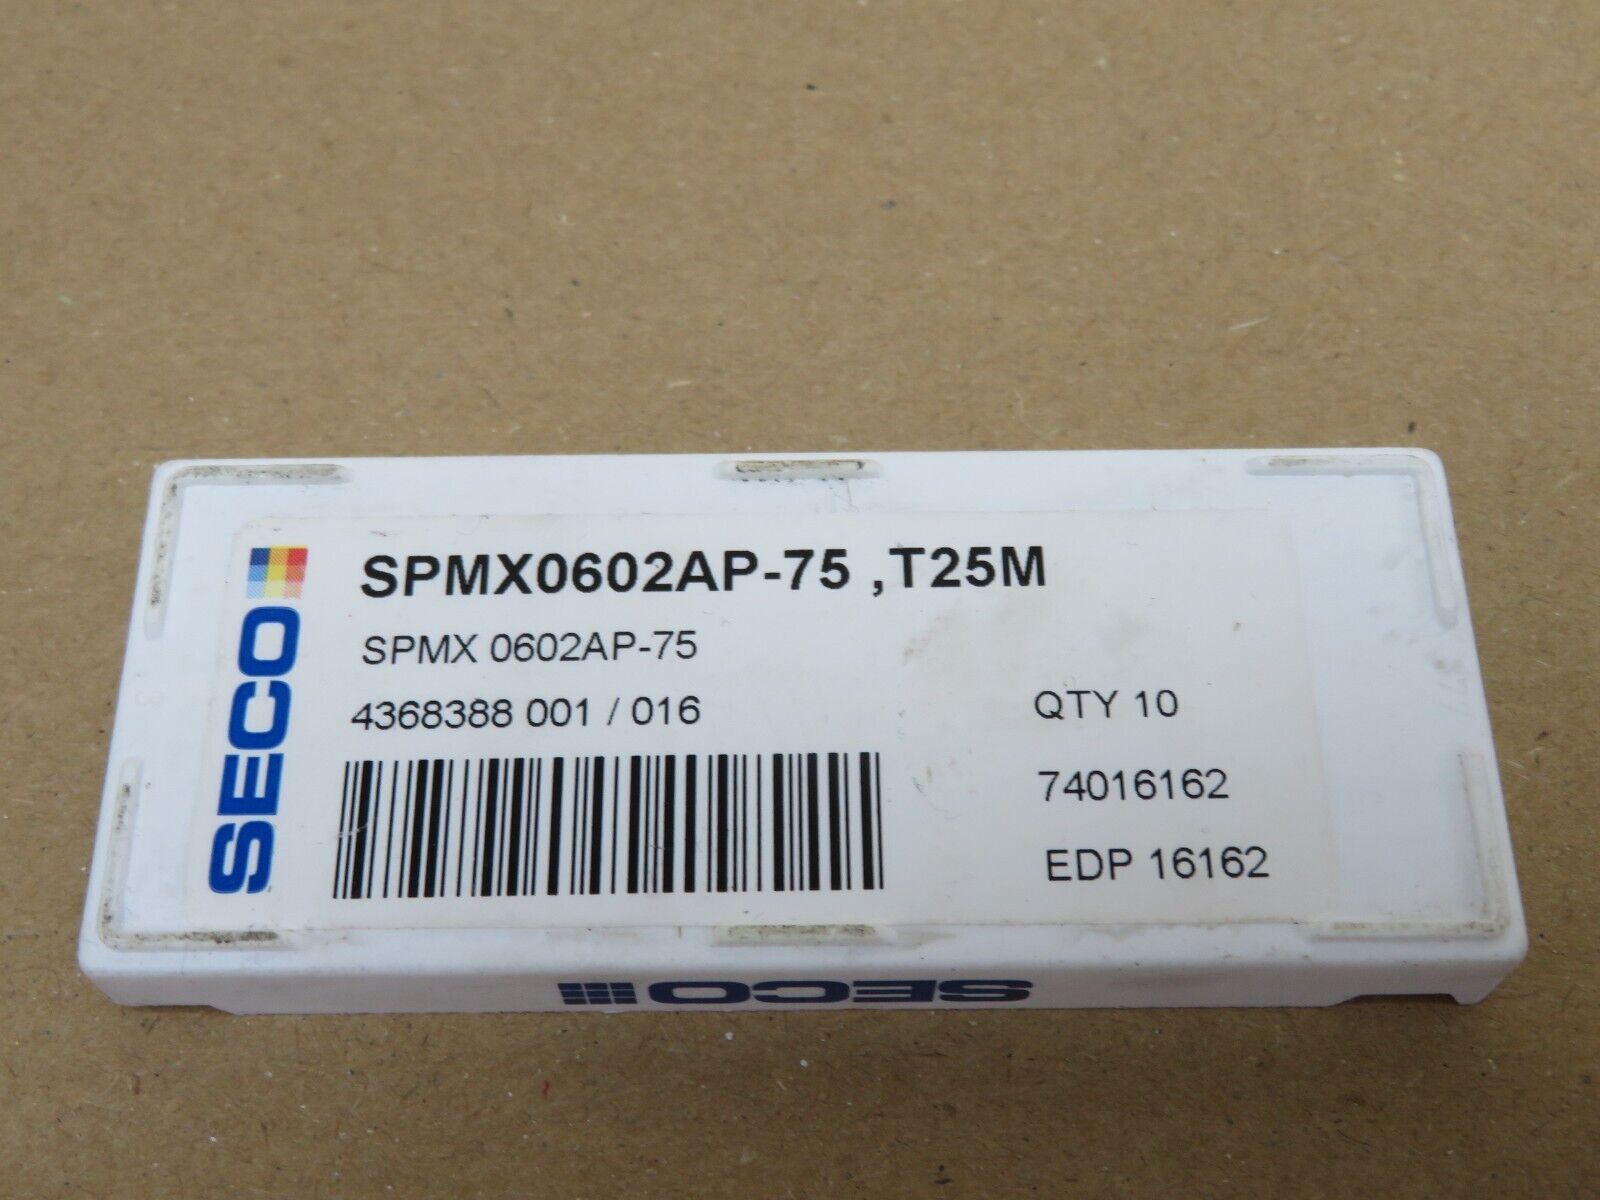 SECO
SPMX0602AP-75 ,T25M
SPMX 0602AP-75
4368388 001 / 016
QTY 10
74016162
EDP 16162
SECO